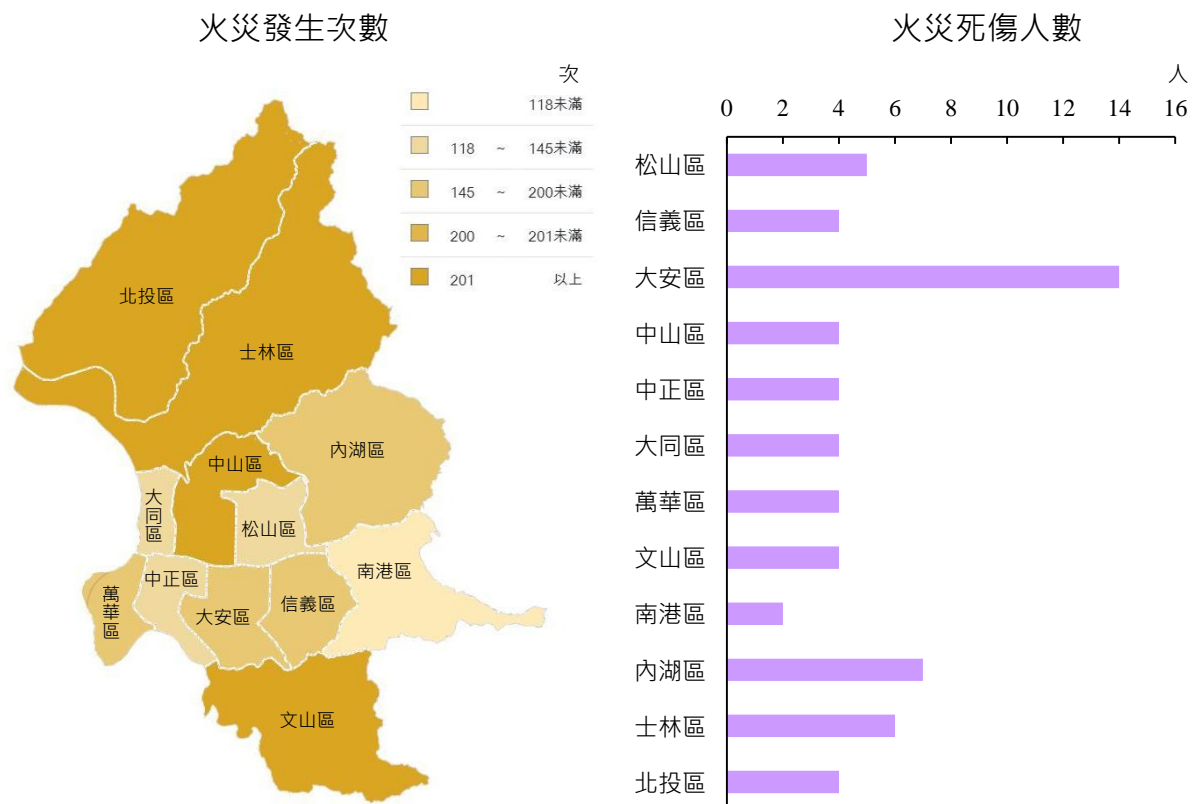 火災發生次數
次
118未滿
118 ~ 145未滿
145 ~ 200未滿
200 ~ 201未滿
201 以上
北投區
士林區
內湖區
中山區
大同區
松山區
南港區
中正區
萬華區
大安區
信義區
文山區
火災死傷人數
人
0 2 4 6 8 10 12 14 16
松山區
信義區
大安區
中山區
中正區
大同區
萬華區
文山區
南港區
內湖區
士林區
北投區